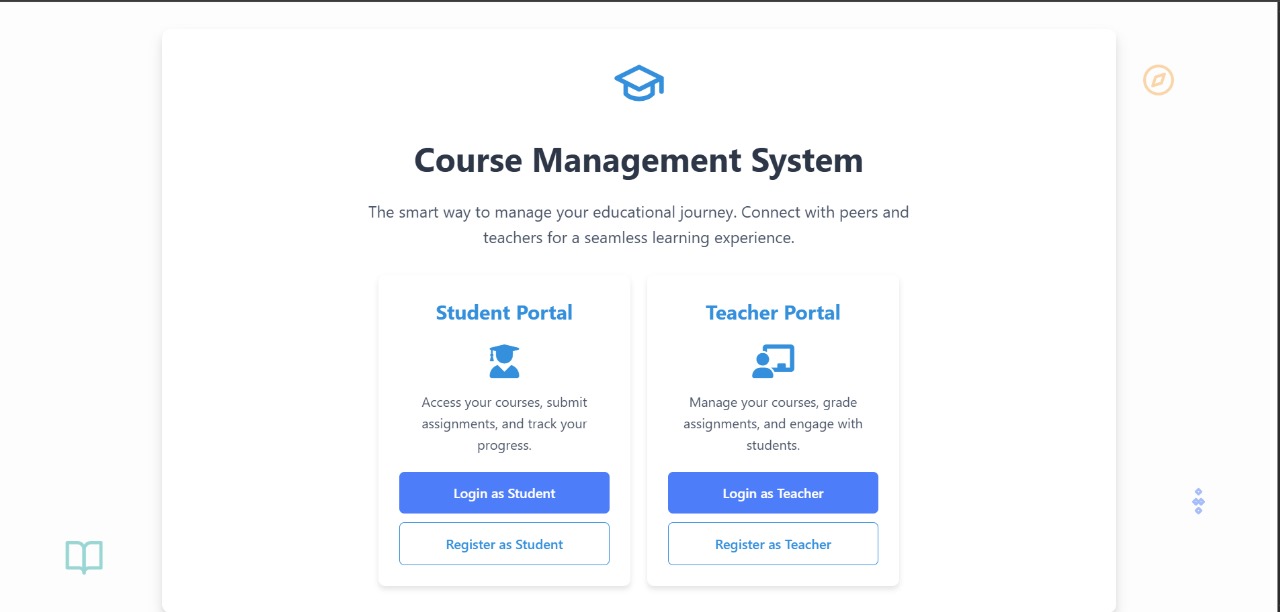 Course Management System
The smart way to manage your educational journey. Connect with peers and
teachers for a seamless learning experience.
Student Portal
Access your courses, submit
assignments, and track your
progress.
Login as Student
Register as Student
Teacher Portal
Manage your courses, grade
assignments, and engage with
students.
Login as Teacher
Register as Teacher